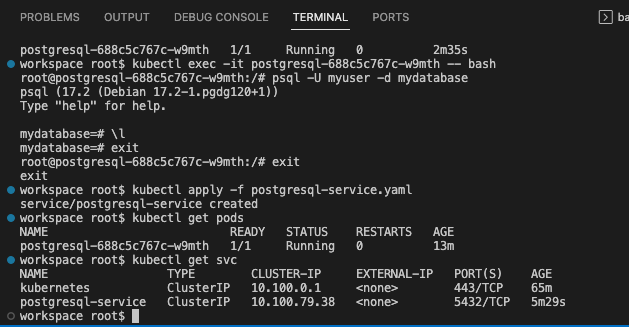 PROBLEMS OUTPUT DEBUG CONSOLE TERMINAL PORTS ba
postgresql-688c5c767c-w9mth 1/1 Running 0 2m35s
workspace root$ kubectl exec -it postgresql-688c5c767c-w9mth -- bash
root@postgresql-688c5c767c-w9mth:/# psql -U myuser -d mydatabase
psql (17.2 (Debian 17.2-1.pgdg120+1))
Type "help" for help.
mydatabase=# \l
mydatabase=# exit
root@postgresql-688c5c767c-w9mth:/# exit
exit
workspace root$ kubectl apply -f postgresql-service.yaml
service/postgresql-service created
workspace root$ kubectl get pods
NAME READY STATUS RESTARTS AGE
postgresql-688c5c767c-w9mth 1/1 Running 0 13m
workspace root$ kubectl get svc
NAME TYPE CLUSTER-IP EXTERNAL-IP PORT(S) AGE
kubernetes ClusterIP 10.100.0.1 <none> 443/TCP 65m
postgresql-service ClusterIP 10.100.79.38 <none> 5432/TCP 5m29s
workspace root$